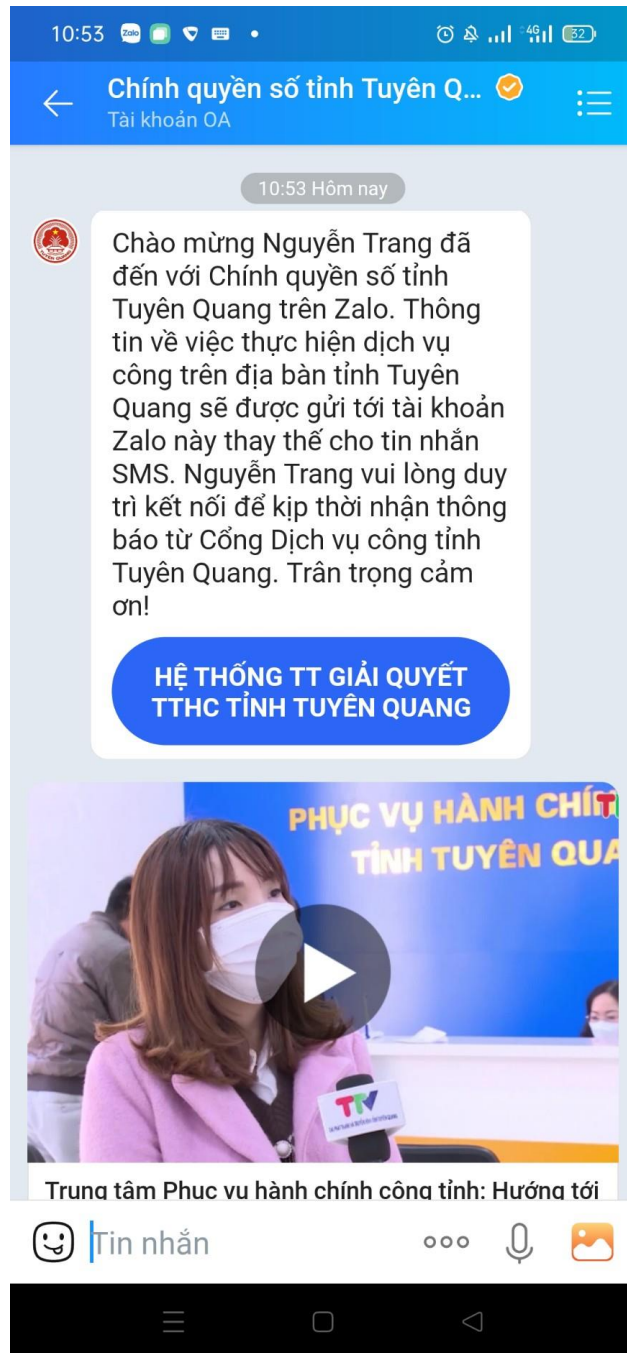 10:53
Zalo
4G
32
Chính quyền số tỉnh Tuyên Q...
Tài khoản OA
10:53 Hôm nay
Chào mừng Nguyễn Trang đã
đến với Chính quyền số tỉnh
Tuyên Quang trên Zalo. Thông
tin về việc thực hiện dịch vụ
công trên địa bàn tỉnh Tuyên
Quang sẽ được gửi tới tài khoản
Zalo này thay thế cho tin nhắn
SMS. Nguyễn Trang vui lòng duy
trì kết nối để kịp thời nhận thông
báo từ Cổng Dịch vụ công tỉnh
Tuyên Quang. Trân trọng cảm
ơn!
HỆ THỐNG TT GIẢI QUYẾT
TTHC TỈNH TUYÊN QUANG
PHỤC VỤ HÀNH CHÍ
TỈNH TUYÊN QUA
TTV
Trung tâm Phục vụ hành chính công tỉnh: Hướng tới
Tin nhắn